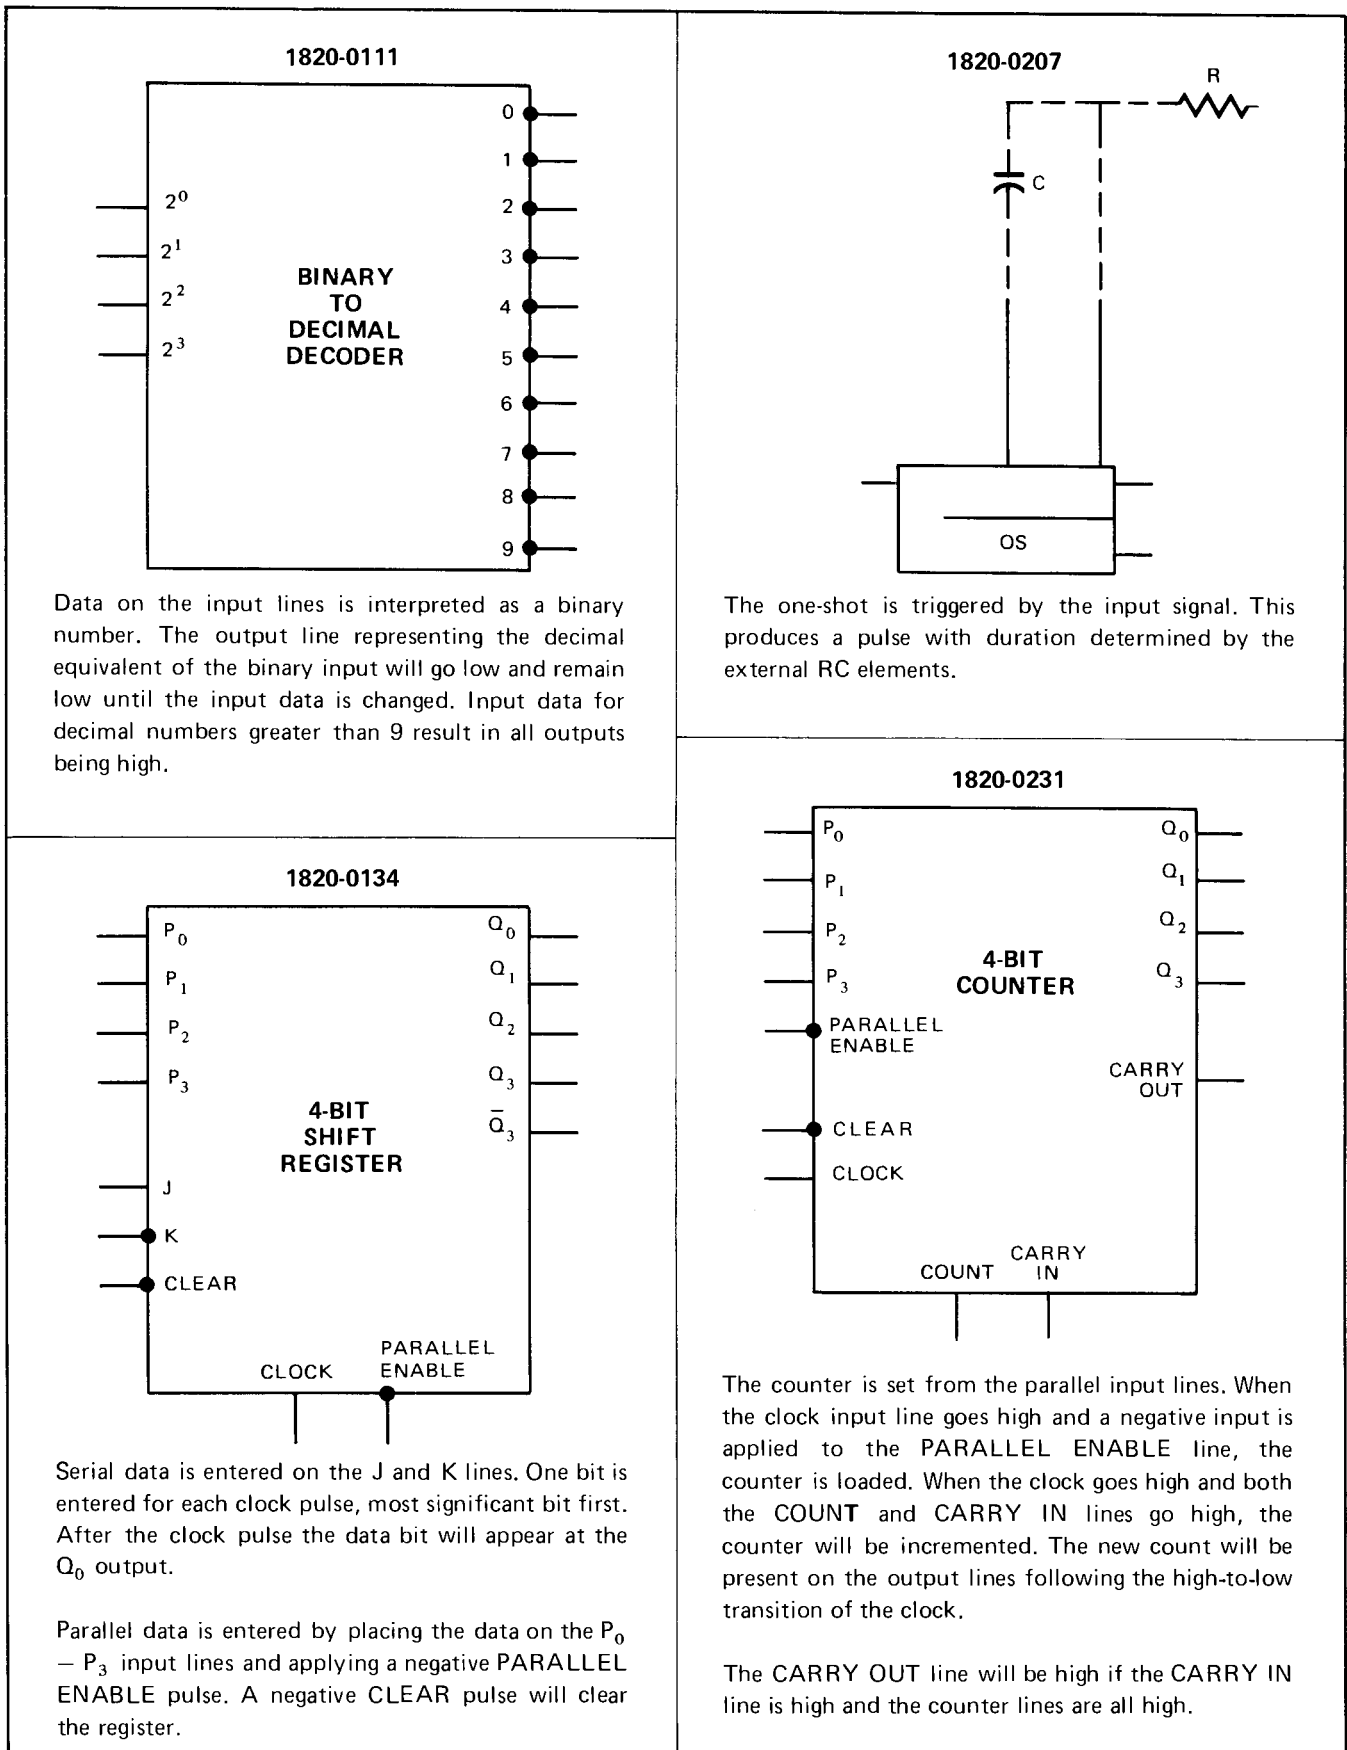 1820-0111
0
1
2⁰
2
2¹
3
2²
4
2³
5
6
7
8
9
BINARY
TO
DECIMAL
DECODER
Data on the input lines is interpreted as a binary
number. The output line representing the decimal
equivalent of the binary input will go low and remain
low until the input data is changed. Input data for
decimal numbers greater than 9 result in all outputs
being high.
1820-0207
R
C
OS
The one-shot is triggered by the input signal. This
produces a pulse with duration determined by the
external RC elements.
1820-0134
P₀
Q₀
P₁
Q₁
P₂
Q₂
P₃
Q₃
Q̅₃
4-BIT
SHIFT
REGISTER
J
K
CLEAR
CLOCK
PARALLEL
ENABLE
Serial data is entered on the J and K lines. One bit is
entered for each clock pulse, most significant bit first.
After the clock pulse the data bit will appear at the
Q₀ output.
Parallel data is entered by placing the data on the P₀
– P₃ input lines and applying a negative PARALLEL
ENABLE pulse. A negative CLEAR pulse will clear
the register.
1820-0231
P₀
Q₀
P₁
Q₁
P₂
Q₂
P₃
Q₃
4-BIT
COUNTER
PARALLEL
ENABLE
CARRY
OUT
CLEAR
CLOCK
COUNT
CARRY
IN
The counter is set from the parallel input lines. When
the clock input line goes high and a negative input is
applied to the PARALLEL ENABLE line, the
counter is loaded. When the clock goes high and both
the COUNT and CARRY IN lines go high, the
counter will be incremented. The new count will be
present on the output lines following the high-to-low
transition of the clock.
The CARRY OUT line will be high if the CARRY IN
line is high and the counter lines are all high.